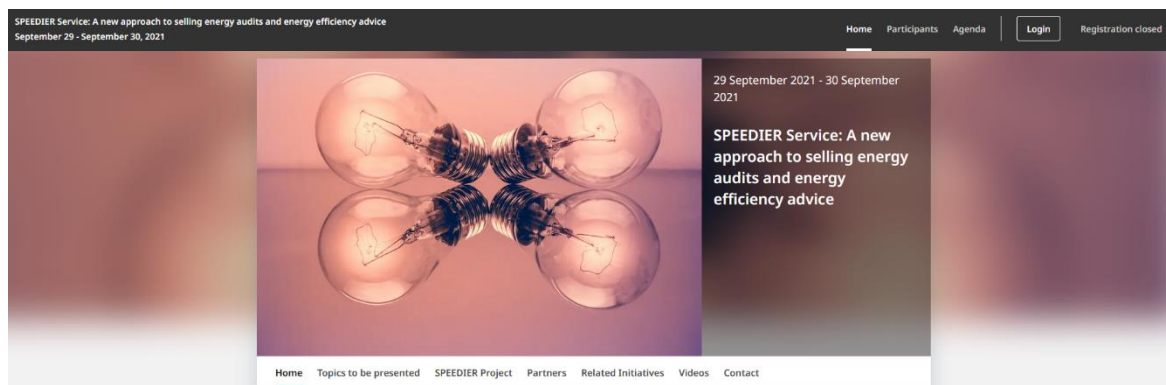 SPEEDIER Service: A new approach to selling energy audits and energy efficiency advice
September 29 - September 30, 2021
Home Participants Agenda Login Registration closed
29 September 2021 - 30 September
2021
SPEEDIER Service: A new
approach to selling energy
audits and energy
efficiency advice
Home Topics to be presented SPEEDIER Project Partners Related Initiatives Videos Contact